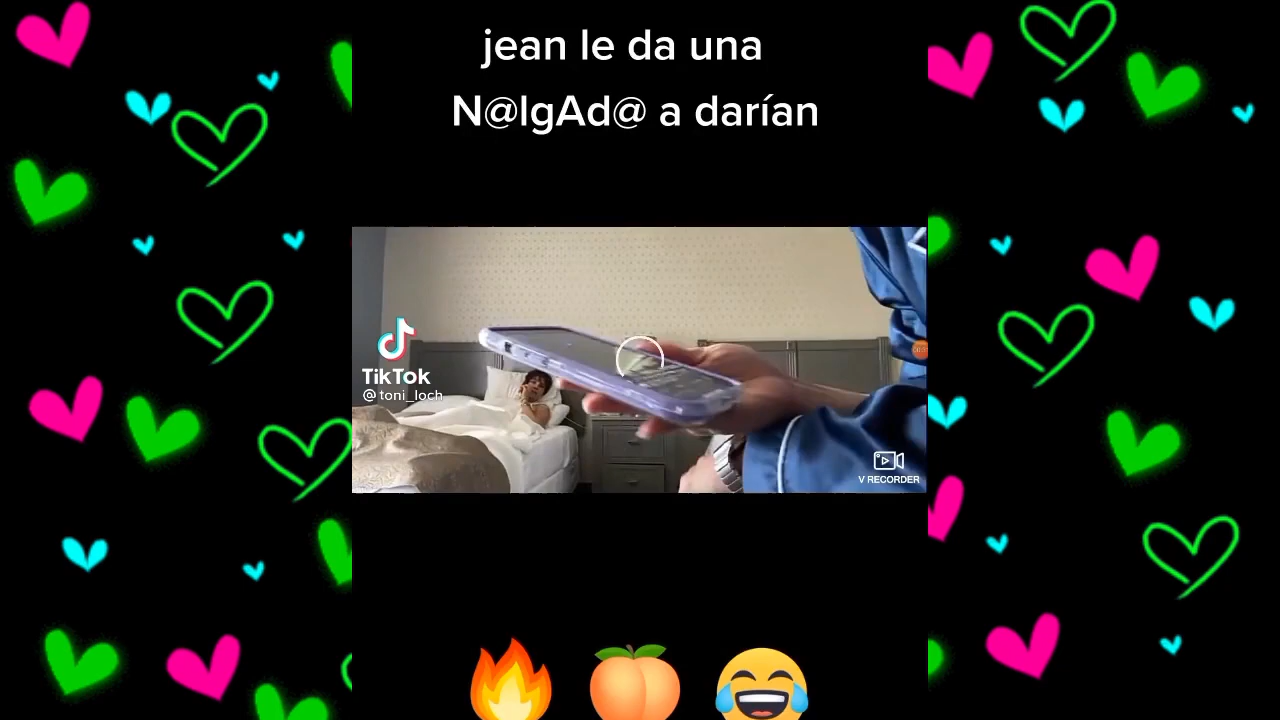 jean le da una
N@lgAd@ a darían
TikTok
@toni_loch
V RECORDER